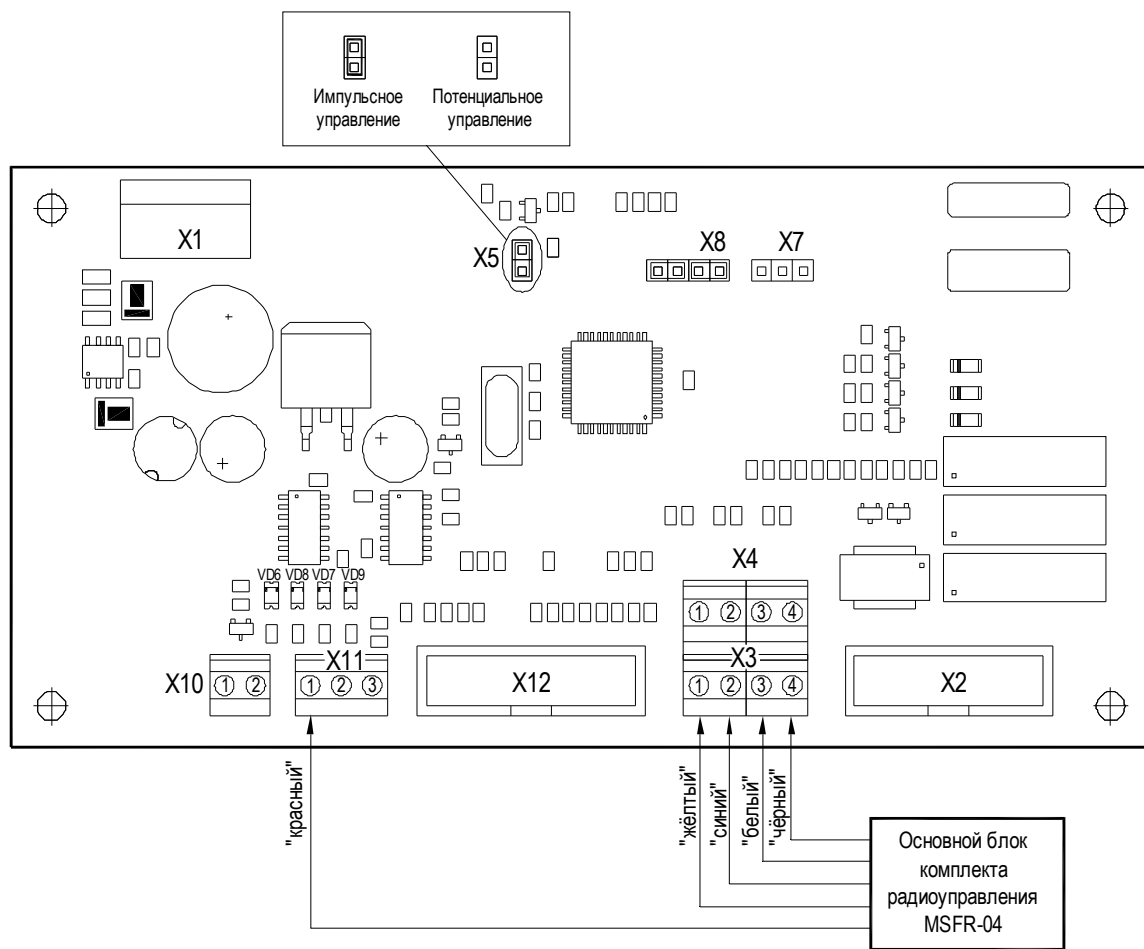 Импульсное
управление
Потенциальное
управление
X1
X5
X8
X7
X4
VD6
VD8
VD7
VD9
1
2
3
4
X10
X11
X12
X3
X2
1
2
1
2
3
1
2
3
4
"красный"
"жёлтый"
"синий"
"белый"
"чёрный"
Основной блок
комплекта
радиоуправления
MSFR-04